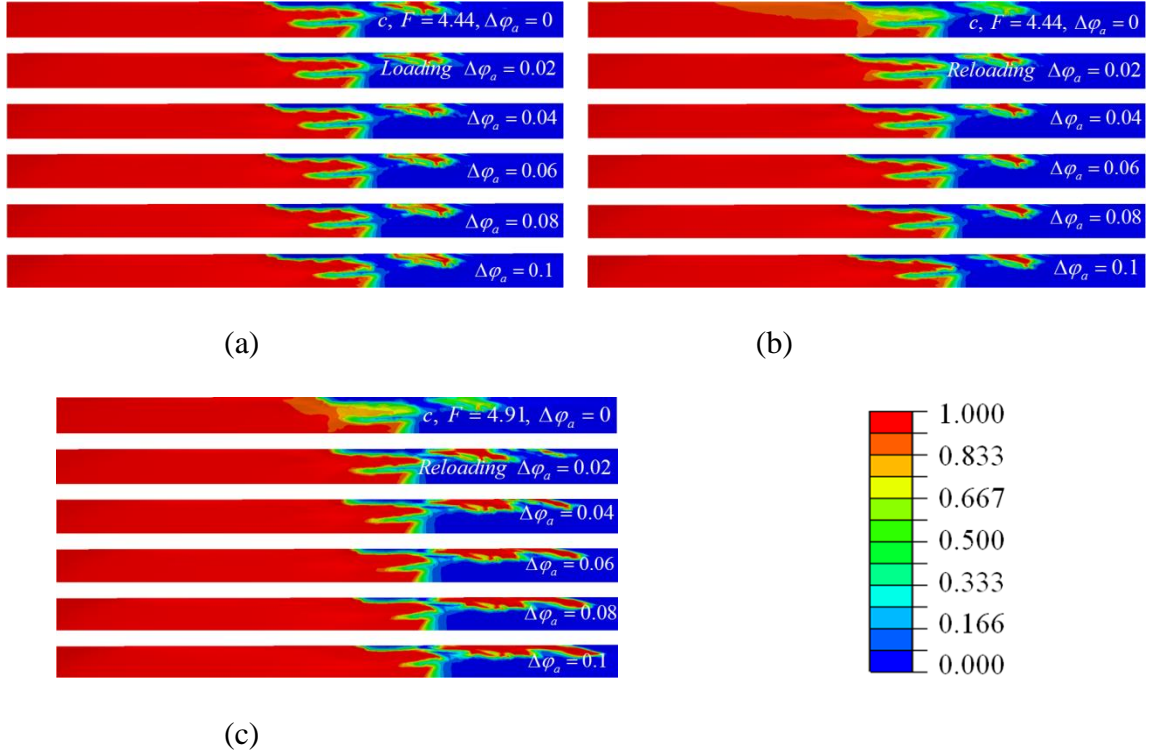 c, F = 4.44, Δφₐ = 0
Loading Δφₐ = 0.02
Δφₐ = 0.04
Δφₐ = 0.06
Δφₐ = 0.08
Δφₐ = 0.1
(a)
c, F = 4.44, Δφₐ = 0
Reloading Δφₐ = 0.02
Δφₐ = 0.04
Δφₐ = 0.06
Δφₐ = 0.08
Δφₐ = 0.1
(b)
c, F = 4.91, Δφₐ = 0
Reloading Δφₐ = 0.02
Δφₐ = 0.04
Δφₐ = 0.06
Δφₐ = 0.08
Δφₐ = 0.1
(c)
1.000
0.833
0.667
0.500
0.333
0.166
0.000